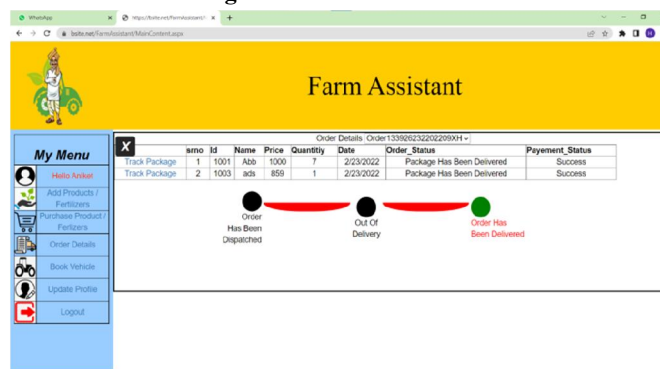 WhatsApp
https://bsite.net/FarmAssistant/
bsite.net/FarmAssistant/MainContent.aspx
Farm Assistant
My Menu
Hello Aniket
Add Products /
Fertilizers
Purchase Product /
Ferlizers
Order Details
Book Vehicle
Update Profile
Logout
X
Order Details Order133926232202209XH
srno Id Name Price Quantitiy Date Order_Status Payement_Status
Track Package 1 1001 Abb 1000 7 2/23/2022 Package Has Been Delivered Success
Track Package 2 1003 ads 859 1 2/23/2022 Package Has Been Delivered Success
Order
Has Been
Dispatched
Out Of
Delivery
Order Has
Been Delivered